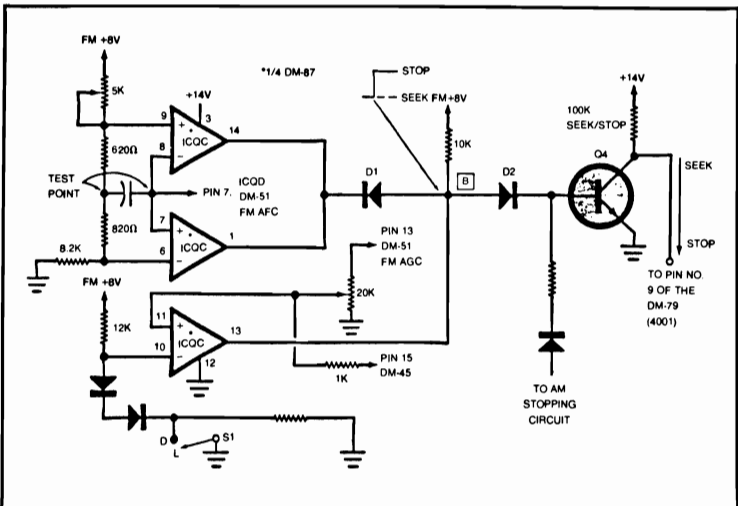 FM +8V
5K
620Ω
TEST
POINT
820Ω
8.2K
FM +8V
12K
+14V
9
+
3
ICQC
14
8
−
PIN 7.
ICQD
DM-51
FM AFC
7
+
ICQC
1
6
−
11
+
ICQC
13
10
−
12
*1/4 DM-87
STOP
SEEK FM+8V
10K
D1
B
D2
PIN 13
DM-51
FM AGC
20K
1K
PIN 15
DM-45
D
L
S1
+14V
100K
SEEK/STOP
Q4
SEEK
STOP
TO PIN NO.
9 OF THE
DM-79
(4001)
TO AM
STOPPING
CIRCUIT